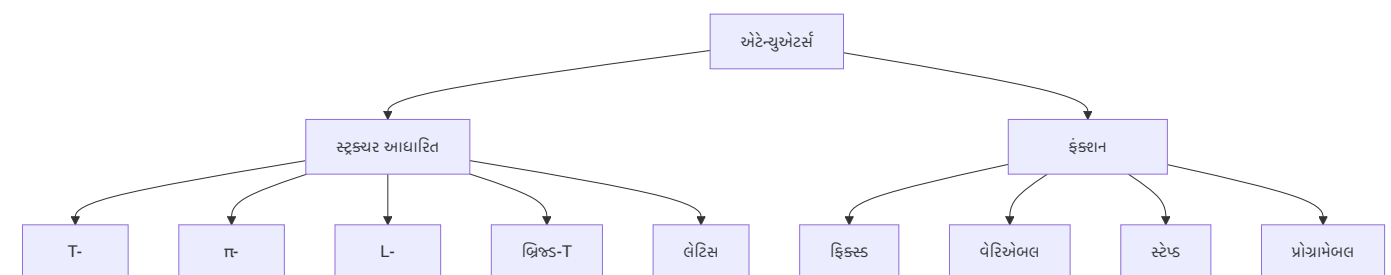 એટેન્યુએટર્સ
સ્ટ્રક્ચર આધારિત
ફંક્શન
T-
π-
L-
બ્રિજ્ડ-T
લેટિસ
ફિક્સ્ડ
વેરિએબલ
સ્ટેપ્ડ
પ્રોગ્રામેબલ